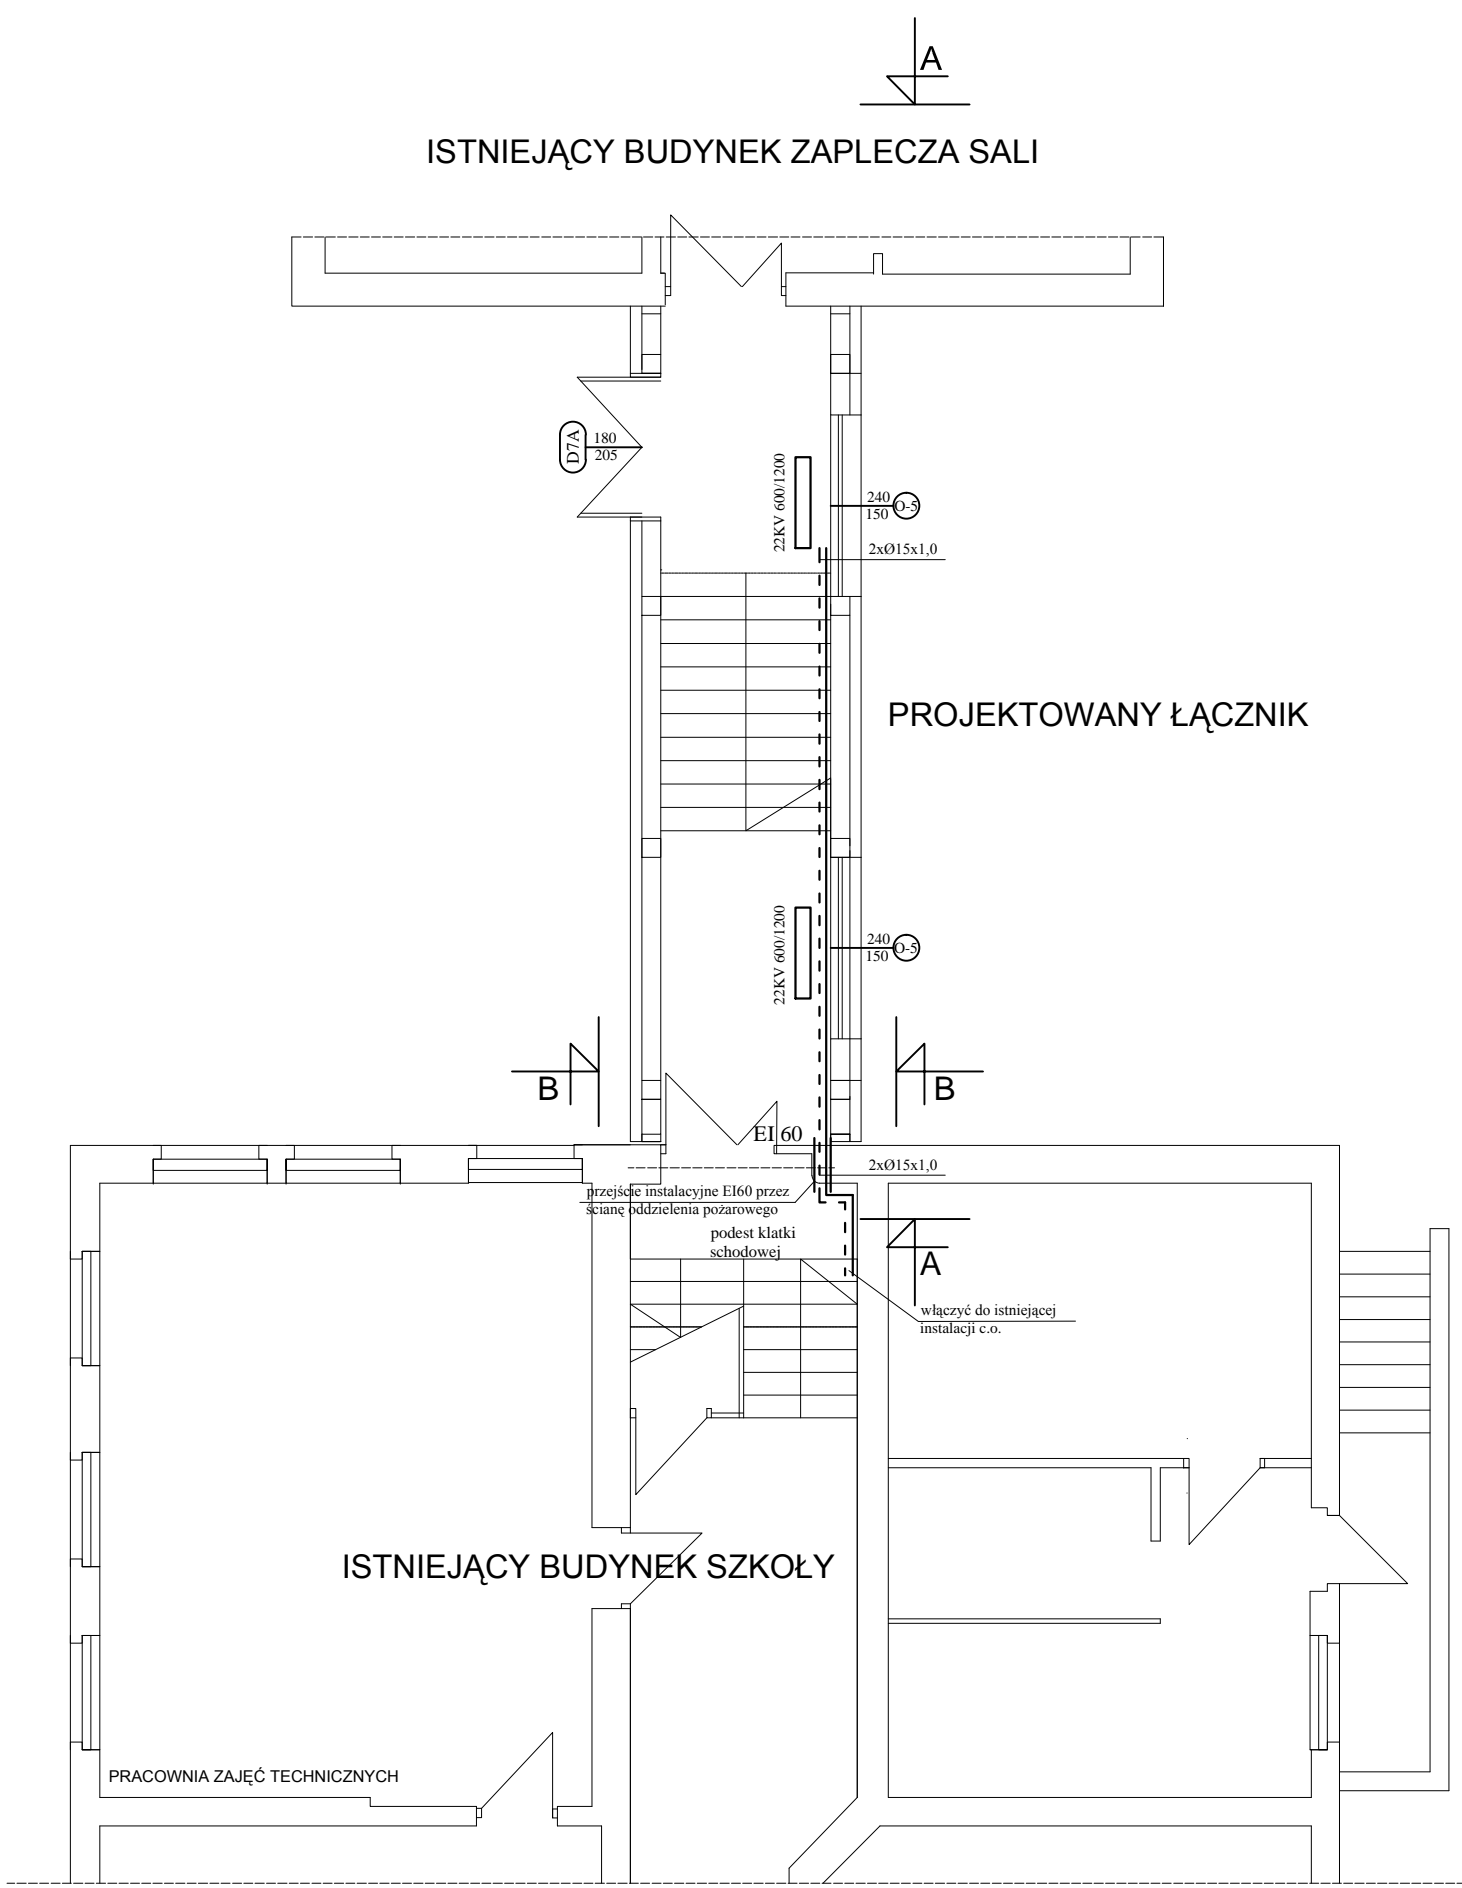 A
ISTNIEJĄCY BUDYNEK ZAPLECZA SALI
D7A
180
205
22KV 600/1200
240
150
O-5
2xØ15x1,0
PROJEKTOWANY ŁĄCZNIK
22KV 600/1200
240
150
O-5
B
B
EI 60
2xØ15x1,0
przejście instalacyjne EI60 przez
ścianę oddzielenia pożarowego
podest klatki
schodowej
A
włączyć do istniejącej
instalacji c.o.
ISTNIEJĄCY BUDYNEK SZKOŁY
PRACOWNIA ZAJĘĆ TECHNICZNYCH